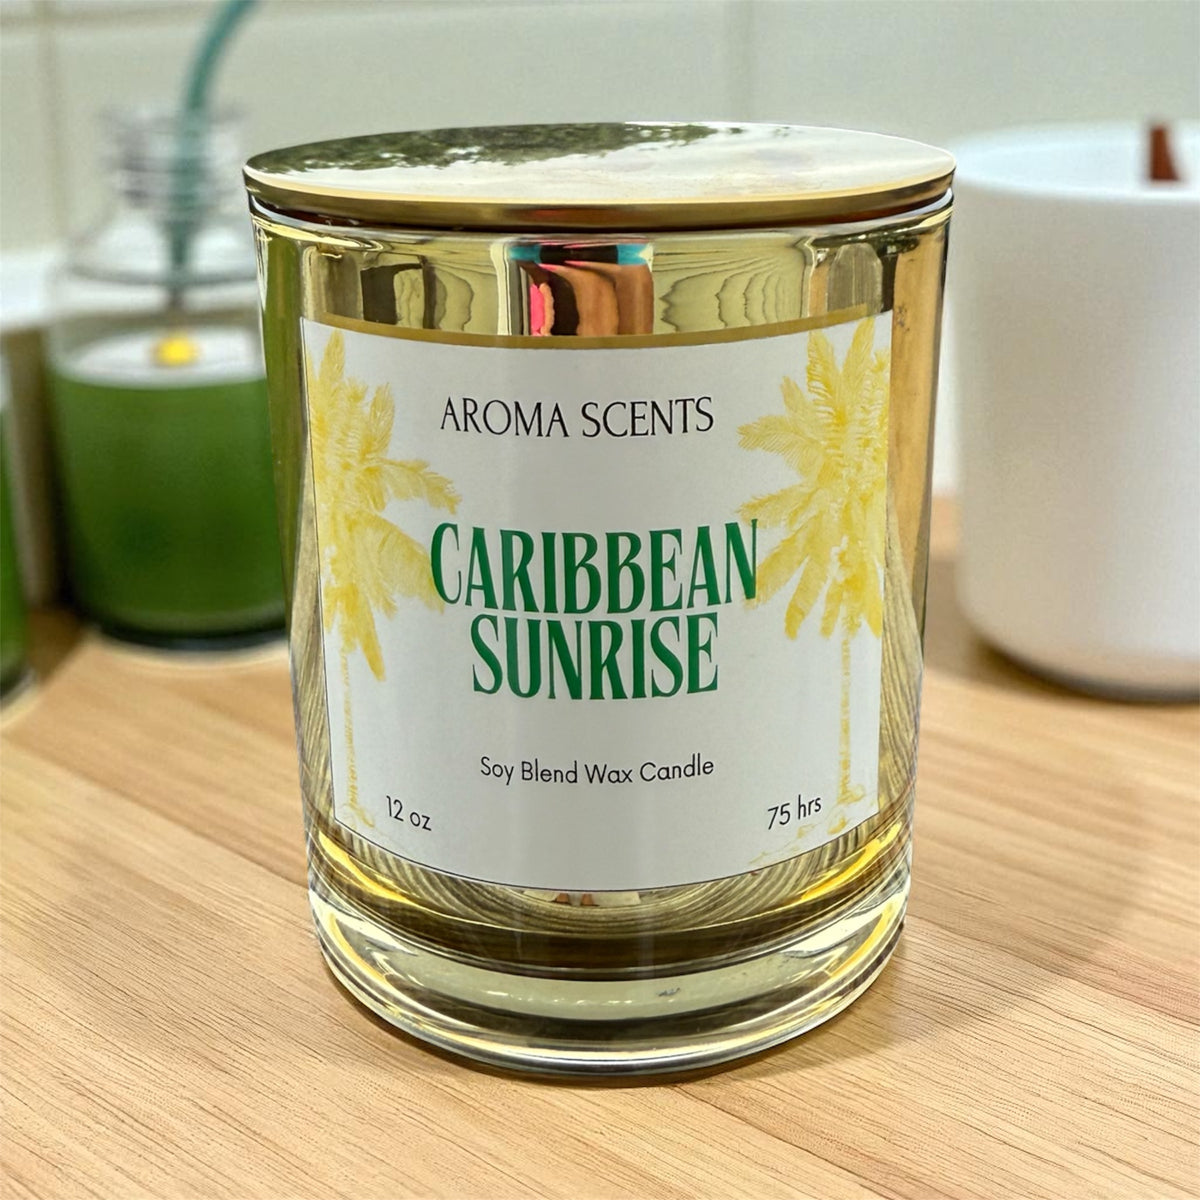 AROMA SCENTS
CARIBBEAN
SUNRISE
Soy Blend Wax Candle
12 oz
75 hrs